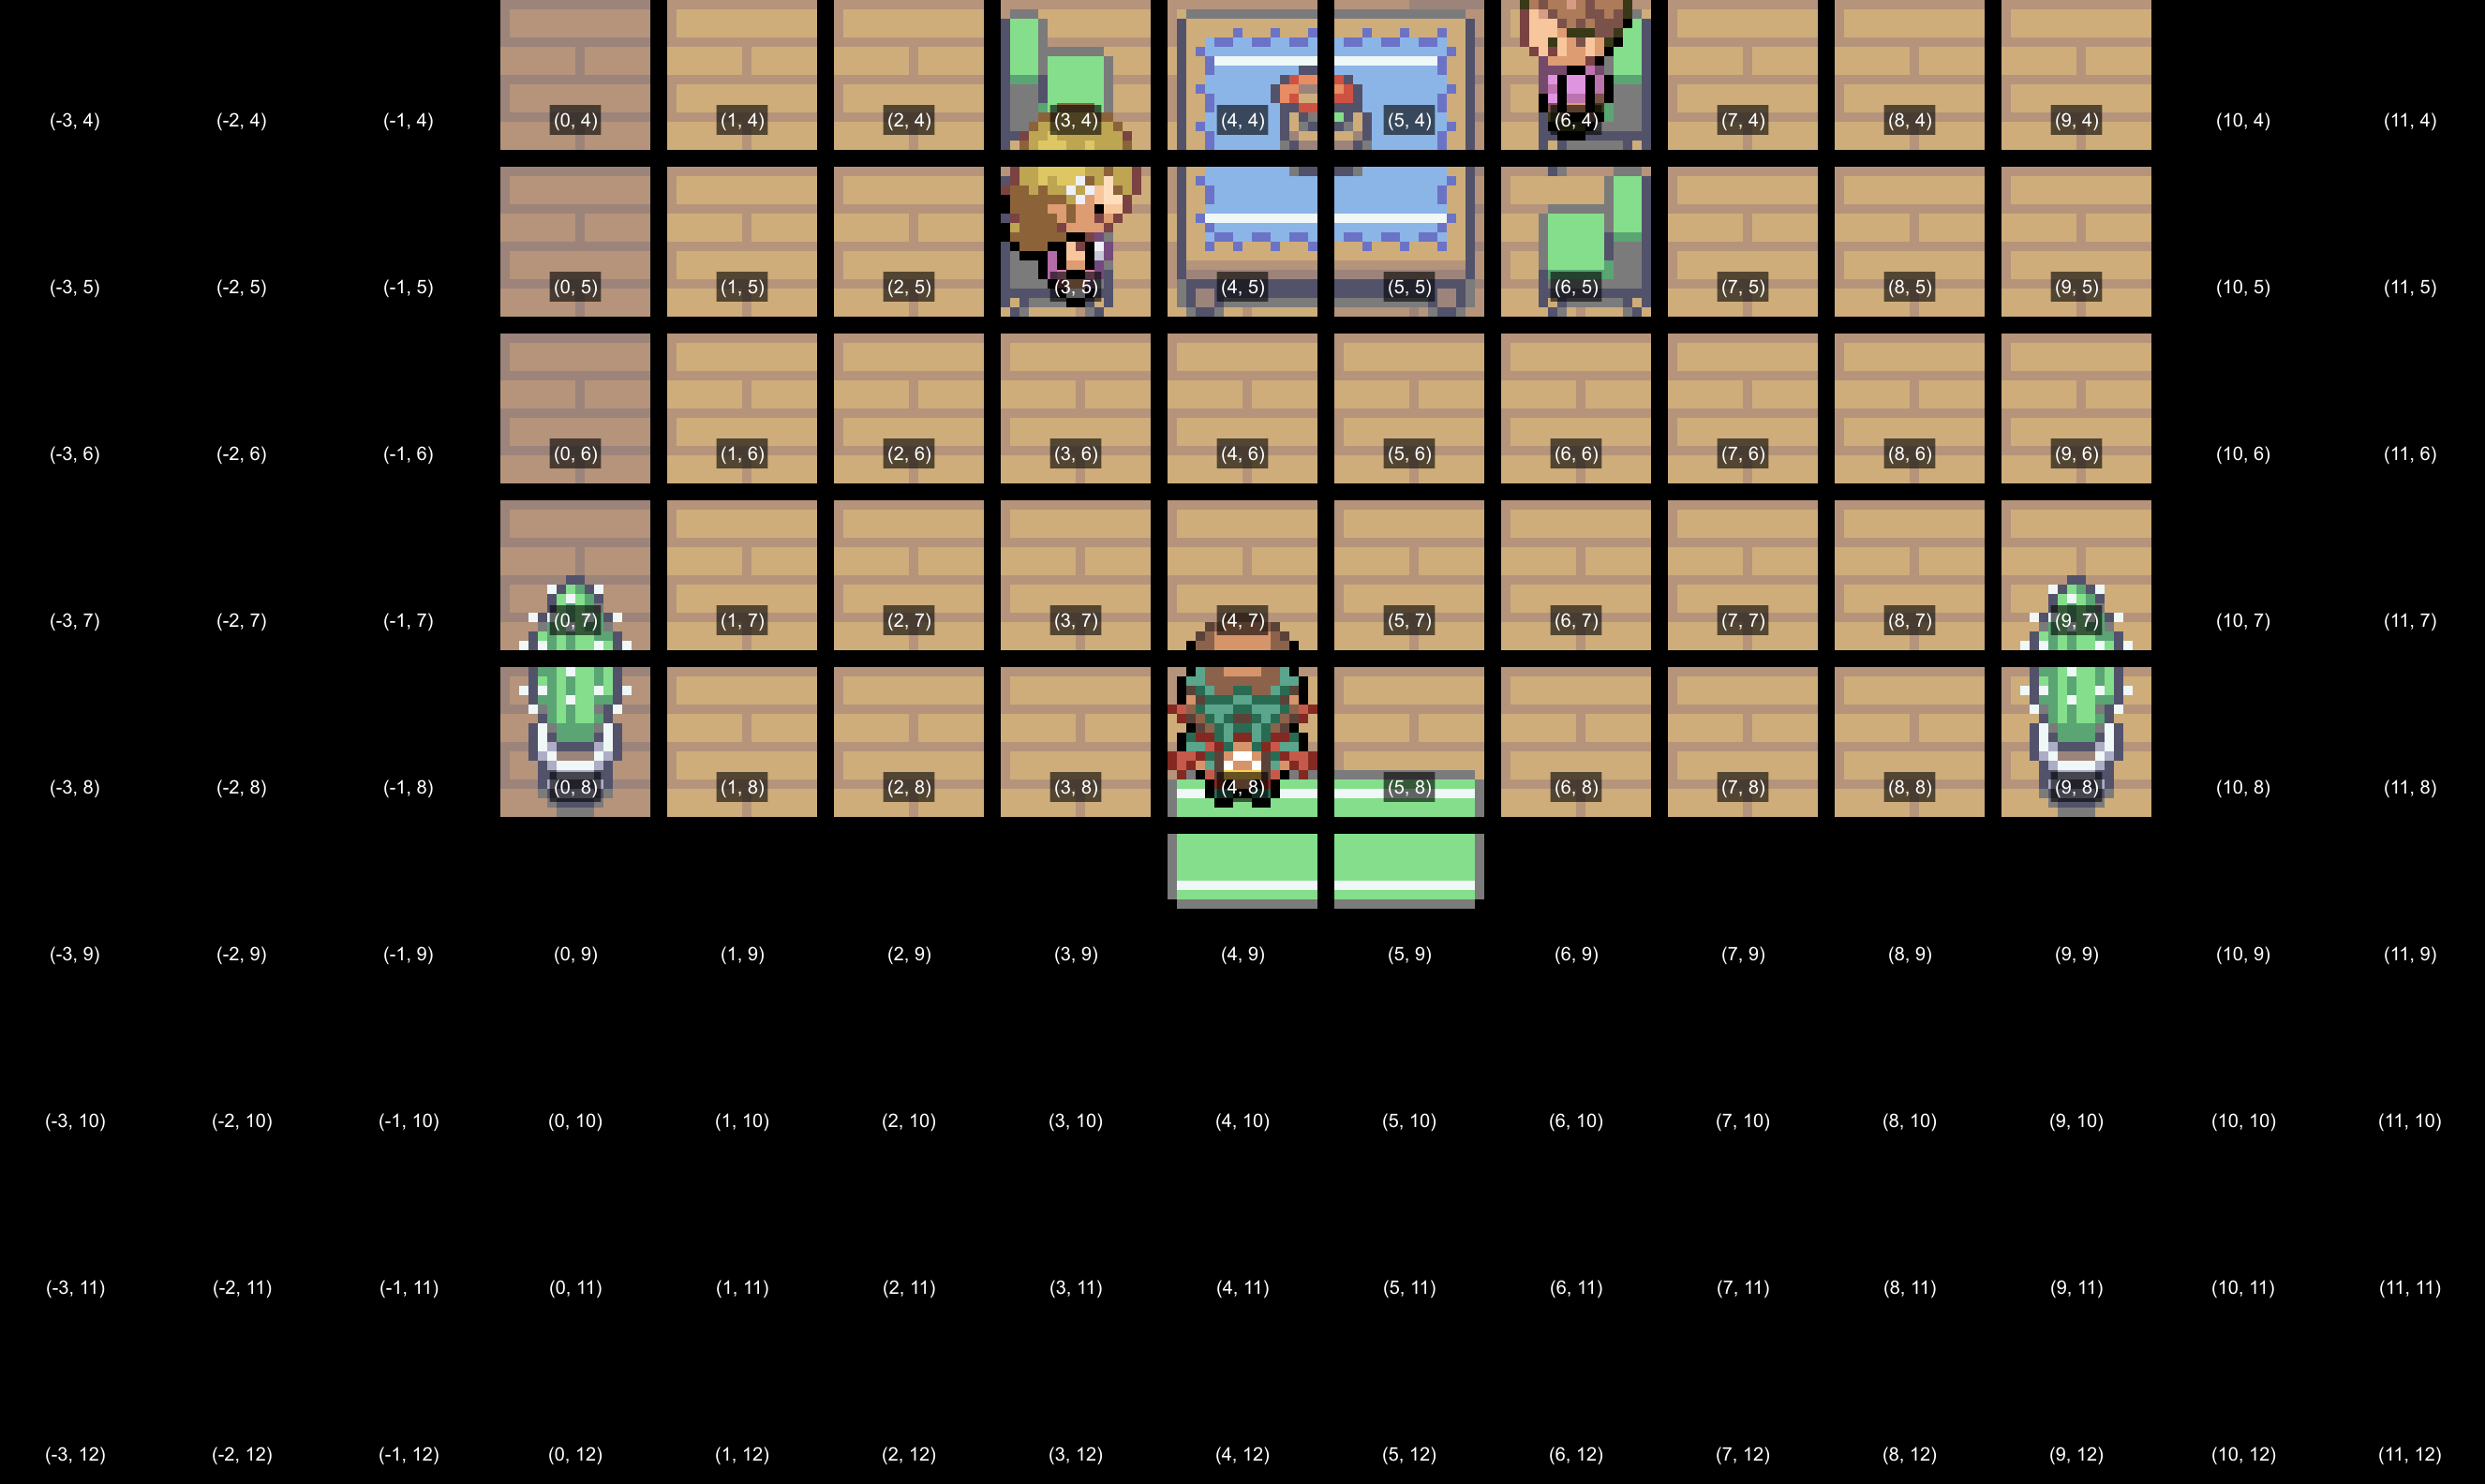 (-3, 4) (-2, 4) (-1, 4) (0, 4) (1, 4) (2, 4) (3, 4) (4, 4) (5, 4) (6, 4) (7, 4) (8, 4) (9, 4) (10, 4) (11, 4)
(-3, 5) (-2, 5) (-1, 5) (0, 5) (1, 5) (2, 5) (3, 5) (4, 5) (5, 5) (6, 5) (7, 5) (8, 5) (9, 5) (10, 5) (11, 5)
(-3, 6) (-2, 6) (-1, 6) (0, 6) (1, 6) (2, 6) (3, 6) (4, 6) (5, 6) (6, 6) (7, 6) (8, 6) (9, 6) (10, 6) (11, 6)
(-3, 7) (-2, 7) (-1, 7) (0, 7) (1, 7) (2, 7) (3, 7) (4, 7) (5, 7) (6, 7) (7, 7) (8, 7) (9, 7) (10, 7) (11, 7)
(-3, 8) (-2, 8) (-1, 8) (0, 8) (1, 8) (2, 8) (3, 8) (4, 8) (5, 8) (6, 8) (7, 8) (8, 8) (9, 8) (10, 8) (11, 8)
(-3, 9) (-2, 9) (-1, 9) (0, 9) (1, 9) (2, 9) (3, 9) (4, 9) (5, 9) (6, 9) (7, 9) (8, 9) (9, 9) (10, 9) (11, 9)
(-3, 10) (-2, 10) (-1, 10) (0, 10) (1, 10) (2, 10) (3, 10) (4, 10) (5, 10) (6, 10) (7, 10) (8, 10) (9, 10) (10, 10) (11, 10)
(-3, 11) (-2, 11) (-1, 11) (0, 11) (1, 11) (2, 11) (3, 11) (4, 11) (5, 11) (6, 11) (7, 11) (8, 11) (9, 11) (10, 11) (11, 11)
(-3, 12) (-2, 12) (-1, 12) (0, 12) (1, 12) (2, 12) (3, 12) (4, 12) (5, 12) (6, 12) (7, 12) (8, 12) (9, 12) (10, 12) (11, 12)